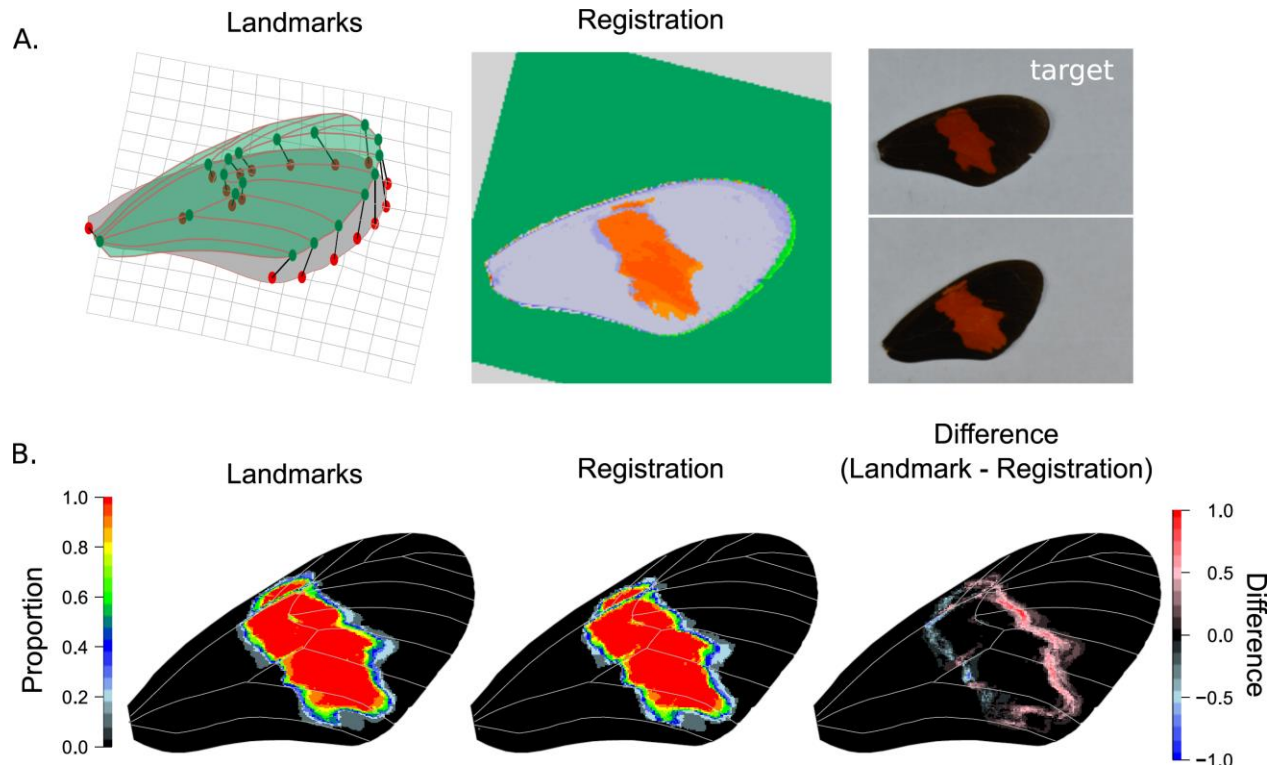 A.
Landmarks
Registration
target
B.
Landmarks
Registration
Difference
(Landmark - Registration)
Proportion
1.0
0.8
0.6
0.4
0.2
0.0
1.0
0.5
0.0
−0.5
−1.0
Difference